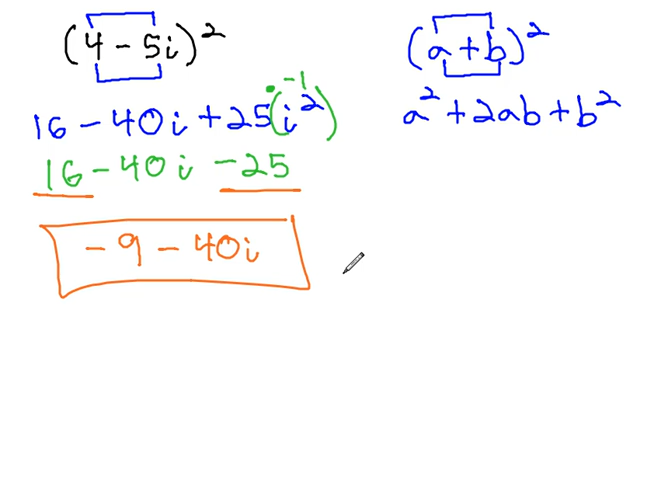 (4 - 5i)²
16 - 40i + 25(i²) · -1
16 - 40i - 25
- 9 - 40i
(a + b)²
a² + 2ab + b²